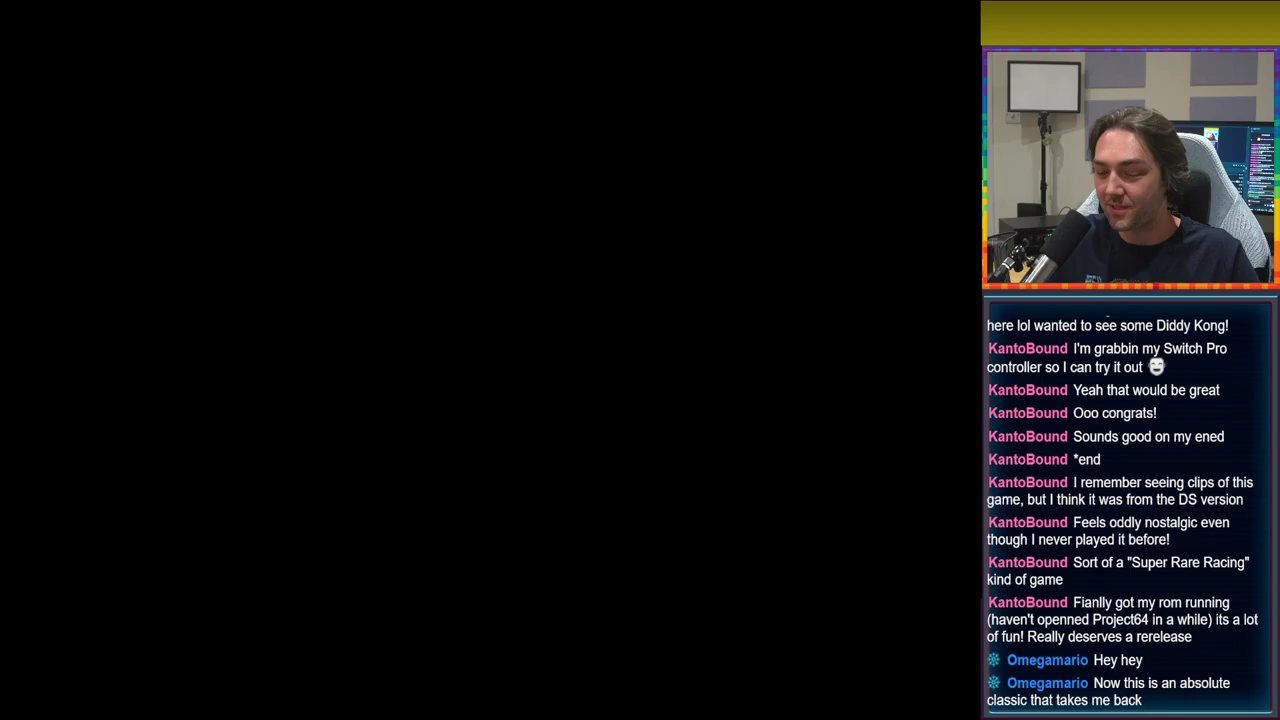 here lol wanted to see some Diddy Kong!
KantoBound I'm grabbin my Switch Pro
controller so I can try it out
KantoBound Yeah that would be great
KantoBound Ooo congrats!
KantoBound Sounds good on my ened
KantoBound *end
KantoBound I remember seeing clips of this
game, but I think it was from the DS version
KantoBound Feels oddly nostalgic even
though I never played it before!
KantoBound Sort of a "Super Rare Racing"
kind of game
KantoBound Fianlly got my rom running
(haven't openned Project64 in a while) its a lot
of fun! Really deserves a rerelease
Omegamario Hey hey
Omegamario Now this is an absolute
classic that takes me back